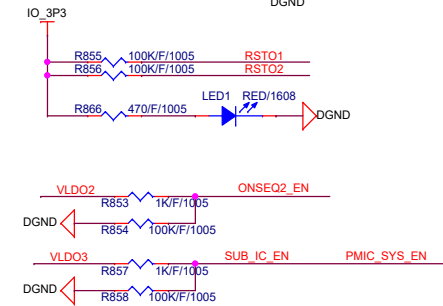 DGND
IO_3P3
R855 100K/F/1005 RSTO1
R856 100K/F/1005 RSTO2
LED1 RED/1608
R866 470/F/1005
DGND
VLDO2 ONSEQ2_EN
R853 1K/F/1005
DGND
R854 100K/F/1005
VLDO3 SUB_IC_EN PMIC_SYS_EN
R857 1K/F/1005
DGND
R858 100K/F/1005